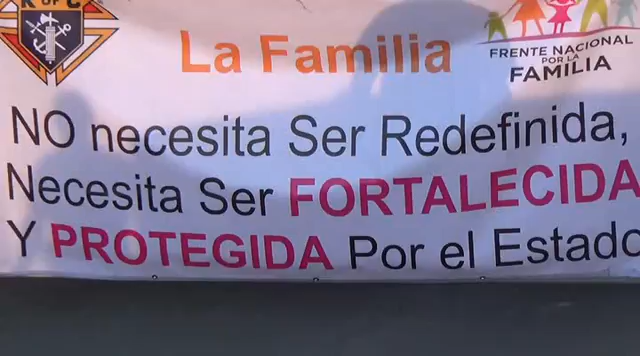 K OF C
La Familia
FRENTE NACIONAL
POR LA
FAMILIA
NO necesita Ser Redefinida,
Necesita Ser FORTALECIDA
Y PROTEGIDA Por el Estado